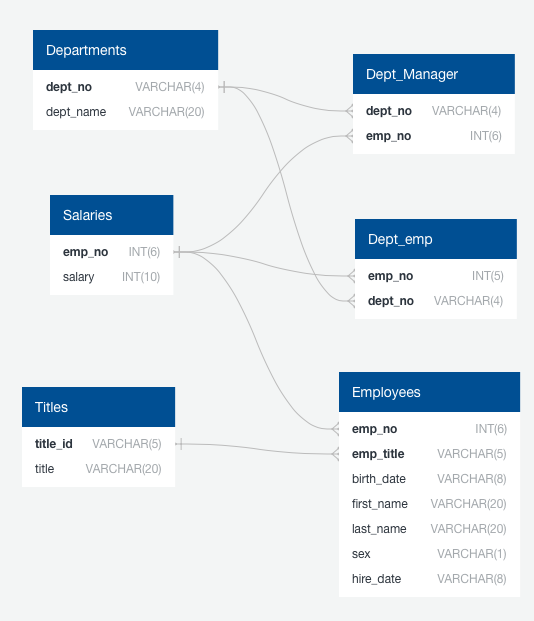 Departments
dept_no VARCHAR(4)
dept_name VARCHAR(20)
Dept_Manager
dept_no VARCHAR(4)
emp_no INT(6)
Salaries
emp_no INT(6)
salary INT(10)
Dept_emp
emp_no INT(5)
dept_no VARCHAR(4)
Titles
title_id VARCHAR(5)
title VARCHAR(20)
Employees
emp_no INT(6)
emp_title VARCHAR(5)
birth_date VARCHAR(8)
first_name VARCHAR(20)
last_name VARCHAR(20)
sex VARCHAR(1)
hire_date VARCHAR(8)